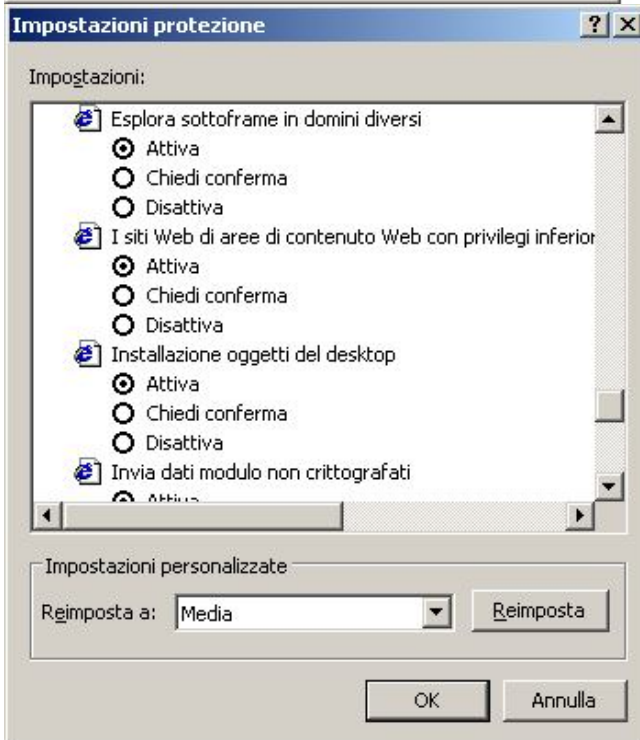 Impostazioni protezione
Impostazioni:
Esplora sottoframe in domini diversi
Attiva
Chiedi conferma
Disattiva
I siti Web di aree di contenuto Web con privilegi inferior
Attiva
Chiedi conferma
Disattiva
Installazione oggetti del desktop
Attiva
Chiedi conferma
Disattiva
Invia dati modulo non crittografati
Attiva
Impostazioni personalizzate
Reimposta a: Media Reimposta
OK Annulla